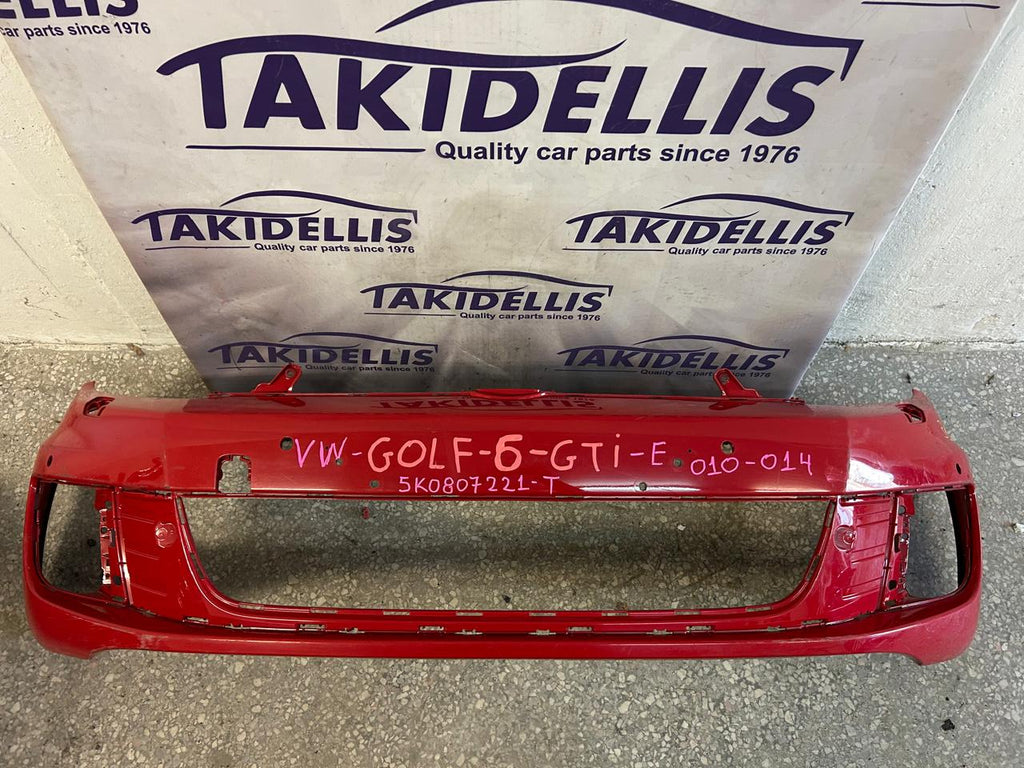 AKIDELLIS
car parts since 1976
TAKIDELLIS
Quality car parts since 1976
TAKIDELLIS
Quality car parts since 1976
TAKIDELLIS
Quality car parts since 1976
TAKIDELLIS
Quality car parts since 1976
TAKIDELLIS
Quality car parts since 1976
TAKIDELLIS
Quality car parts since 1976
VW-GOLF-6-GTi-E 010-014
5K0807221-T